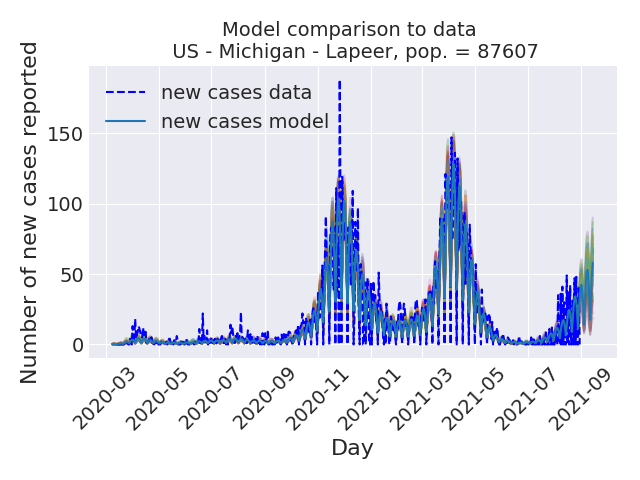 Model comparison to data
US - Michigan - Lapeer, pop. = 87607
Number of new cases reported
new cases data
new cases model
150
100
50
0
2020-03
2020-05
2020-07
2020-09
2020-11
2021-01
2021-03
2021-05
2021-07
2021-09
Day